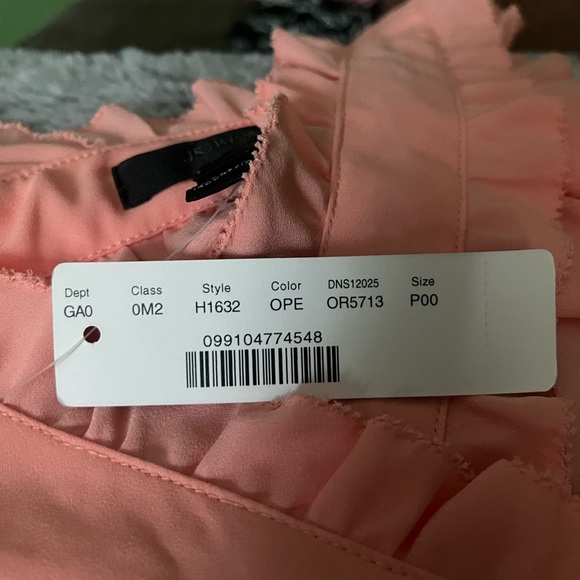 Dept Class Style Color DNS12025 Size
GA0 0M2 H1632 OPE OR5713 P00
099104774548